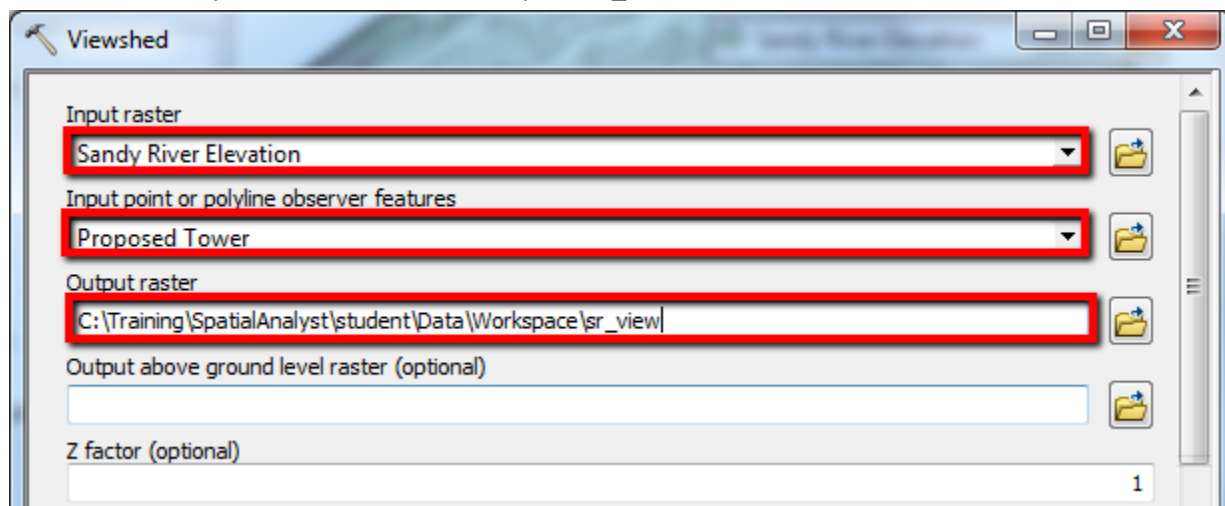 Viewshed
Input raster
Sandy River Elevation
Input point or polyline observer features
Proposed Tower
Output raster
C:\Training\SpatialAnalyst\student\Data\Workspace\sr_view
Output above ground level raster (optional)
Z factor (optional)
1